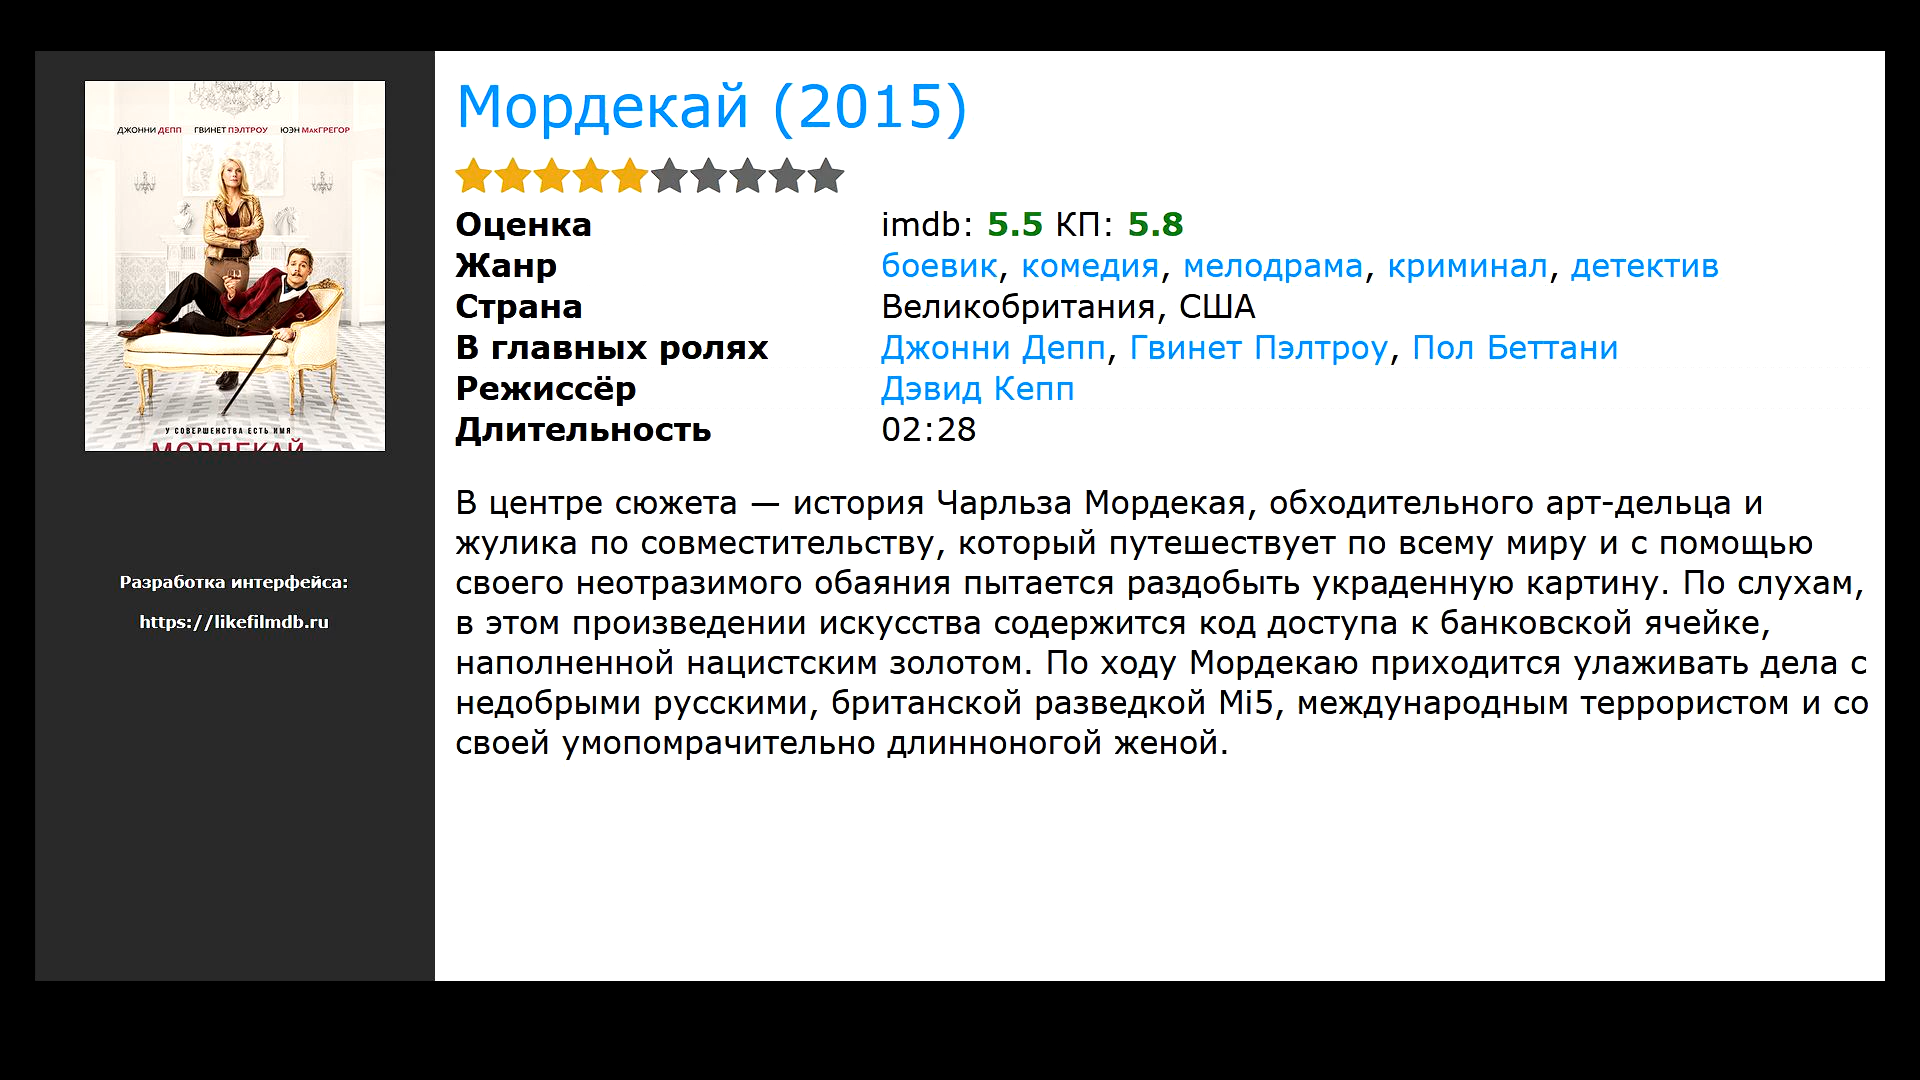 ДЖОННИ ДЕПП ГВИНЕТ ПЭЛТРОУ ЮЭН МАКГРЕГОР
У СОВЕРШЕНСТВА ЕСТЬ ИМЯ
МОРДЕКАЙ
Разработка интерфейса:
https://likefilmdb.ru
Мордекай (2015)
Оценка imdb: 5.5 КП: 5.8
Жанр боевик, комедия, мелодрама, криминал, детектив
Страна Великобритания, США
В главных ролях Джонни Депп, Гвинет Пэлтроу, Пол Беттани
Режиссёр Дэвид Кепп
Длительность 02:28
В центре сюжета — история Чарльза Мордекая, обходительного арт-дельца и
жулика по совместительству, который путешествует по всему миру и с помощью
своего неотразимого обаяния пытается раздобыть украденную картину. По слухам,
в этом произведении искусства содержится код доступа к банковской ячейке,
наполненной нацистским золотом. По ходу Мордекаю приходится улаживать дела с
недобрыми русскими, британской разведкой Mi5, международным террористом и со
своей умопомрачительно длинноногой женой.